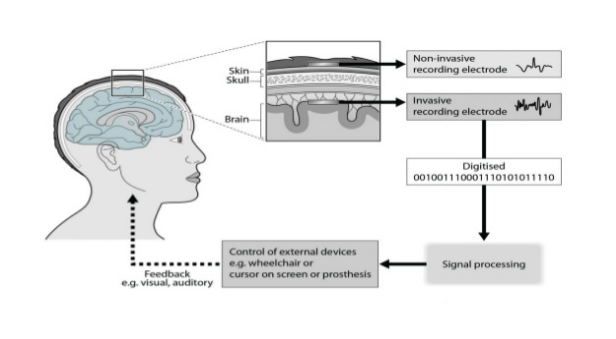 Skin
Skull
Brain
Non-invasive
recording electrode
Invasive
recording electrode
Digitised
001001110001110101011110
Signal processing
Control of external devices
e.g. wheelchair or
cursor on screen or prosthesis
Feedback
e.g. visual, auditory